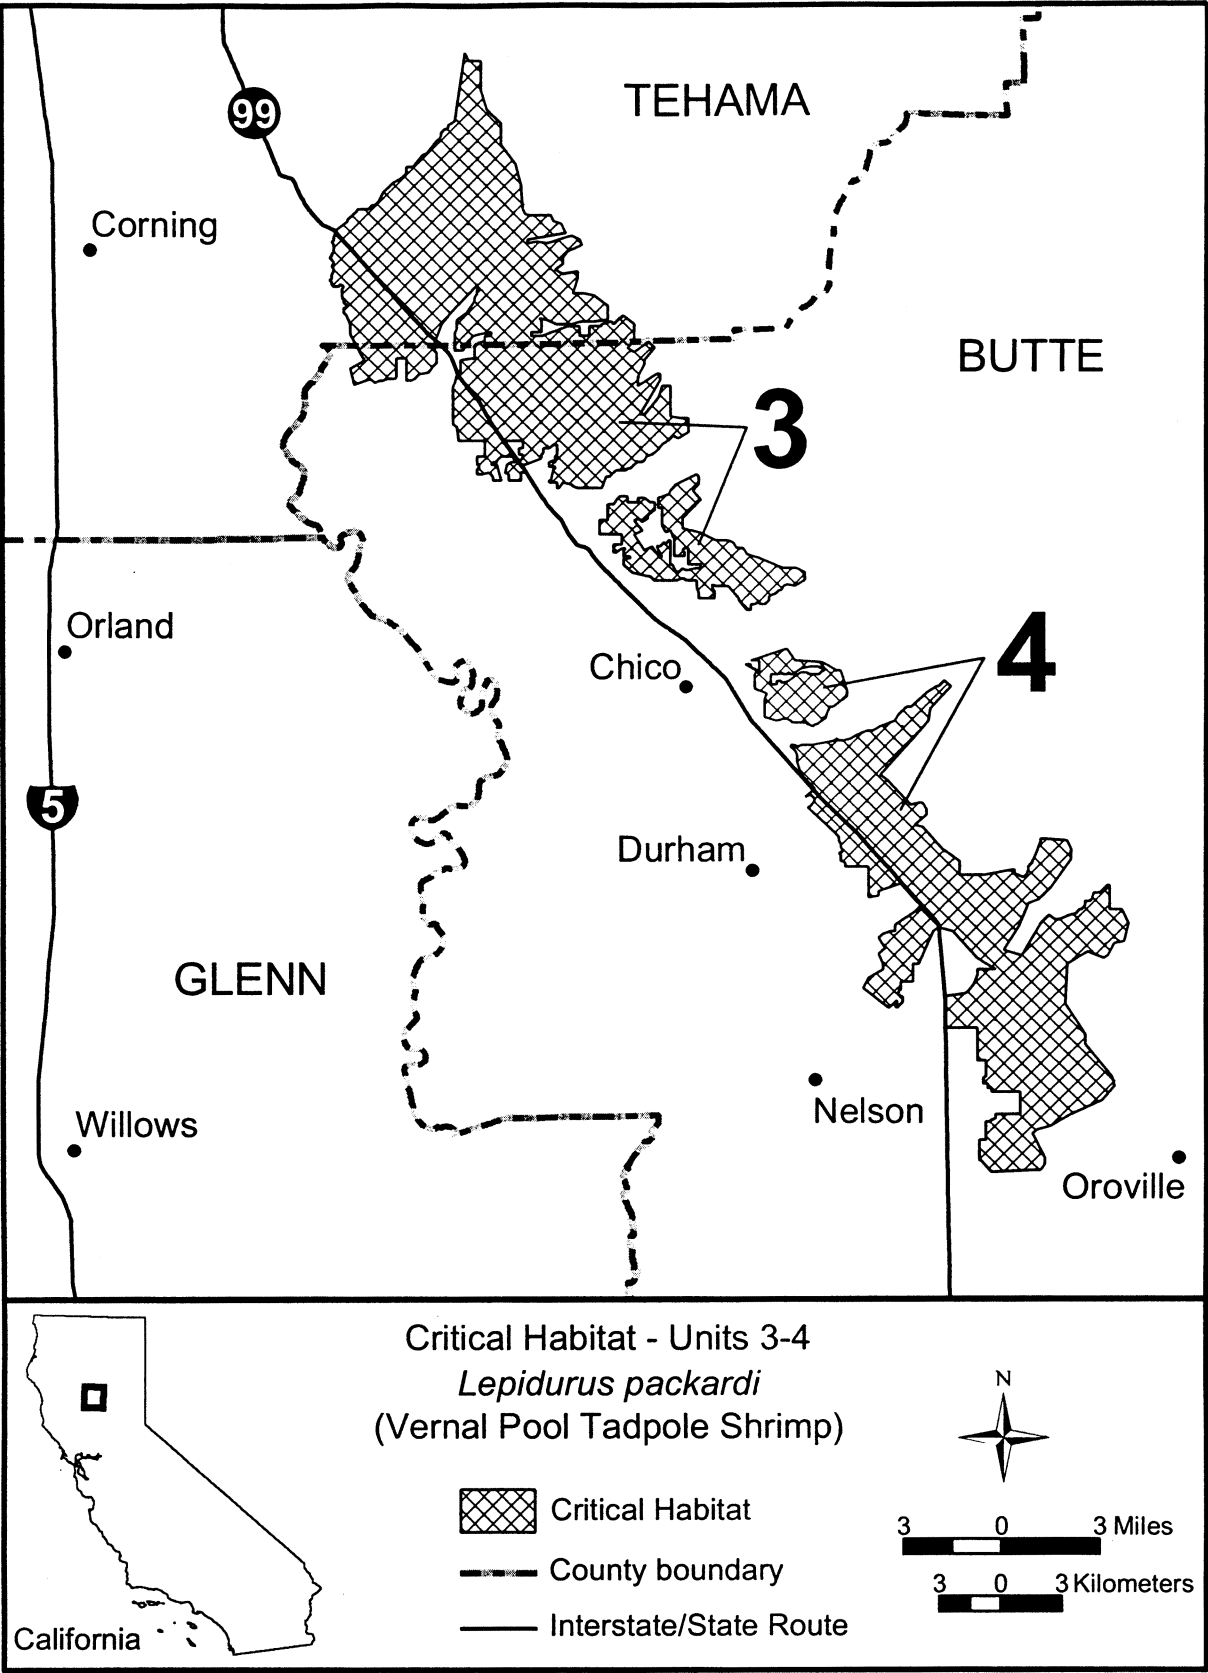 TEHAMA
99
Corning
BUTTE
3
Orland
4
Chico
5
Durham
GLENN
Nelson
Willows
Oroville
Critical Habitat - Units 3-4
Lepidurus packardi
(Vernal Pool Tadpole Shrimp)
N
Critical Habitat
County boundary
Interstate/State Route
3 0 3 Miles
3 0 3 Kilometers
California